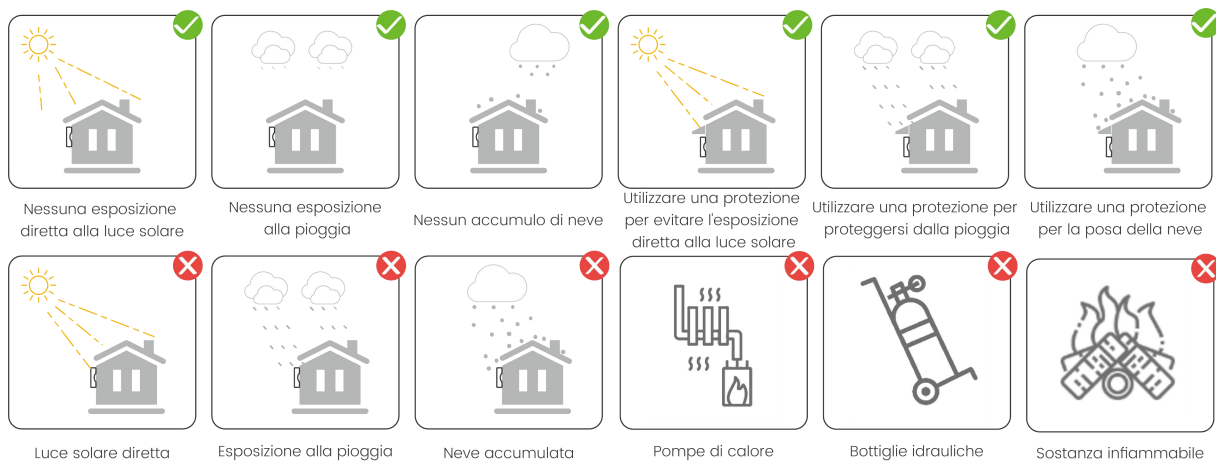 Nessuna esposizione
diretta alla luce solare
Nessuna esposizione
alla pioggia
Nessun accumulo di neve
Utilizzare una protezione
per evitare l'esposizione
diretta alla luce solare
Utilizzare una protezione per
proteggersi dalla pioggia
Utilizzare una protezione
per la posa della neve
Luce solare diretta
Esposizione alla pioggia
Neve accumulata
Pompe di calore
Bottiglie idrauliche
Sostanza infiammabile